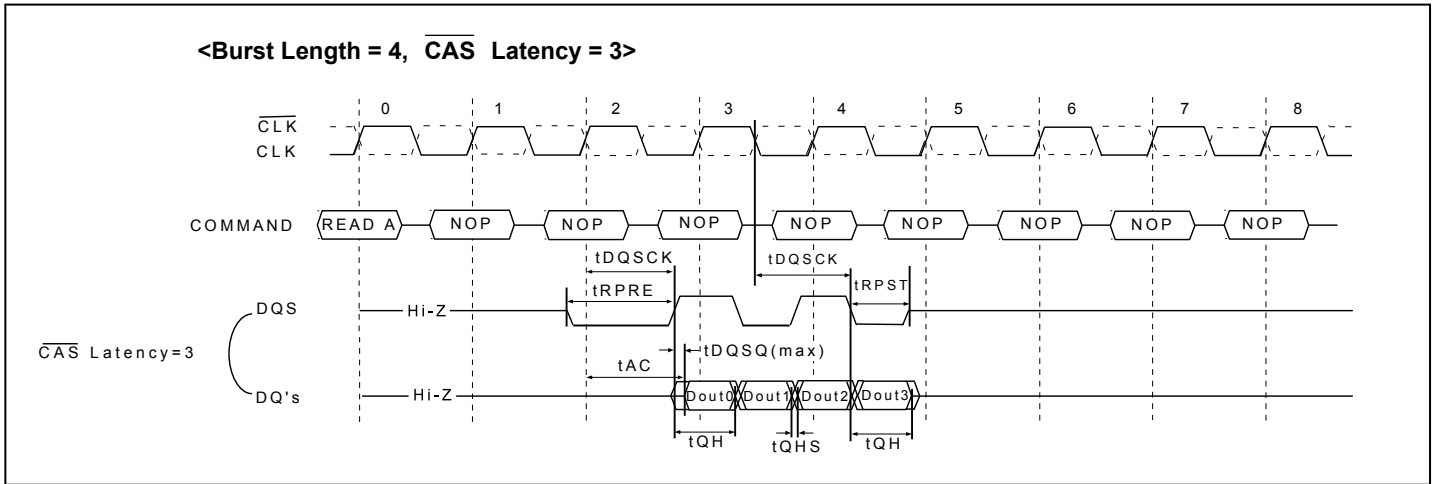 <Burst Length = 4, CAS Latency = 3>
0 1 2 3 4 5 6 7 8
CLK
CLK
COMMAND READ A NOP NOP NOP NOP NOP NOP NOP NOP
tDQSCK tDQSCK
tRPRE tRPST
DQS Hi-Z
CAS Latency=3
tDQSQ(max)
tAC
DQ's Hi-Z Dout0 Dout1 Dout2 Dout3
tQH tQHS tQH